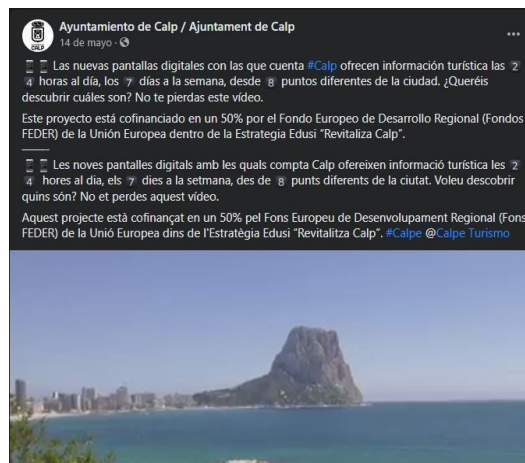 Ayuntamiento de Calp / Ajuntament de Calp
14 de mayo ·
Las nuevas pantallas digitales con las que cuenta #Calp ofrecen información turística las 2
4 horas al día, los 7 días a la semana, desde 8 puntos diferentes de la ciudad. ¿Queréis
descubrir cuáles son? No te pierdas este vídeo.
Este proyecto está cofinanciado en un 50% por el Fondo Europeo de Desarrollo Regional (Fondos
FEDER) de la Unión Europea dentro de la Estrategia Edusi “Revitaliza Calp”.
———-
Les noves pantalles digitals amb les quals compta Calp ofereixen informació turística les 2
4 hores al dia, els 7 dies a la setmana, des de 8 punts diferents de la ciutat. Voleu descobrir
quins són? No et perdes aquest vídeo.
Aquest projecte està cofinançat en un 50% pel Fons Europeu de Desenvolupament Regional (Fons
FEDER) de la Unió Europea dins de l'Estratègia Edusi “Revitalitza Calp”. #Calpe @Calpe Turismo